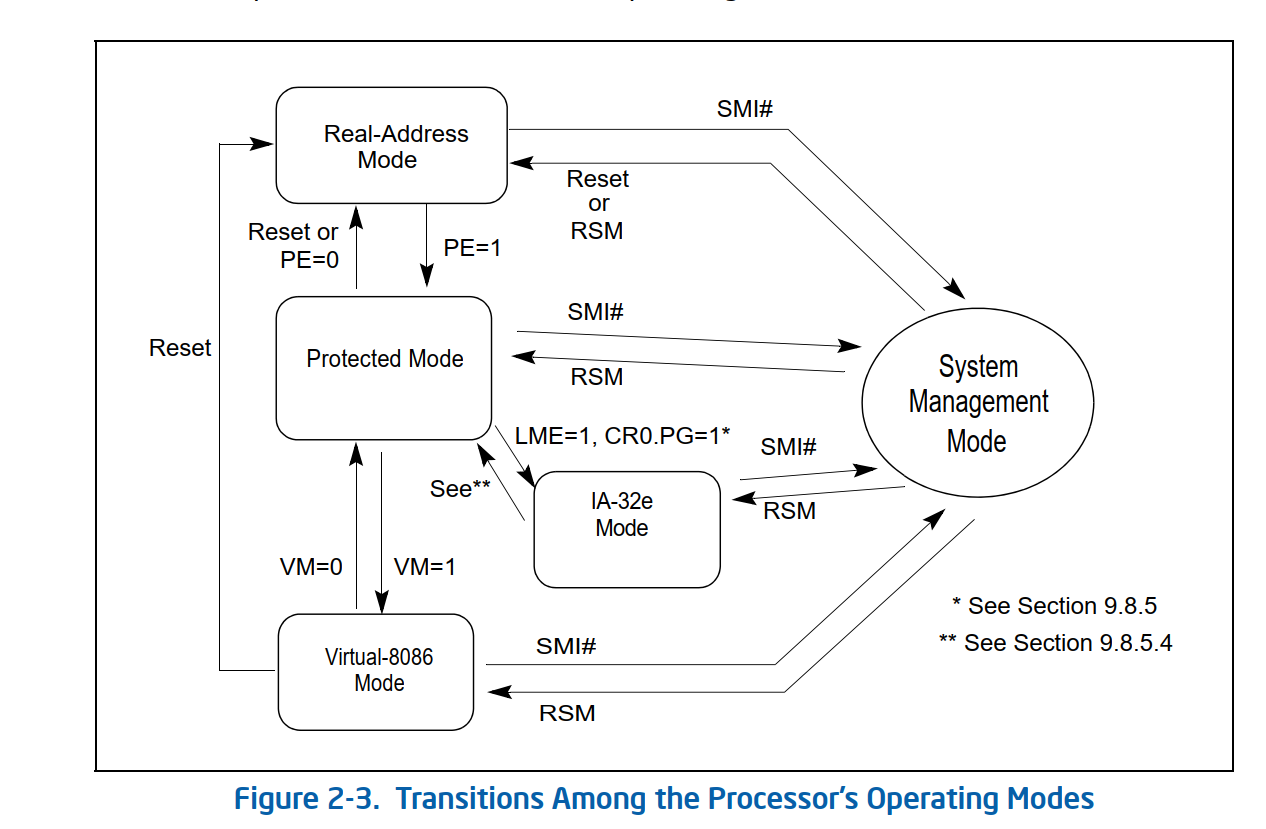 SMI#
Real-Address
Mode
Reset
or
RSM
Reset or
PE=0
PE=1
SMI#
Reset
Protected Mode
RSM
System
Management
Mode
LME=1, CR0.PG=1*
SMI#
See**
IA-32e
Mode
RSM
VM=0
VM=1
* See Section 9.8.5
** See Section 9.8.5.4
SMI#
Virtual-8086
Mode
RSM
Figure 2-3. Transitions Among the Processor's Operating Modes